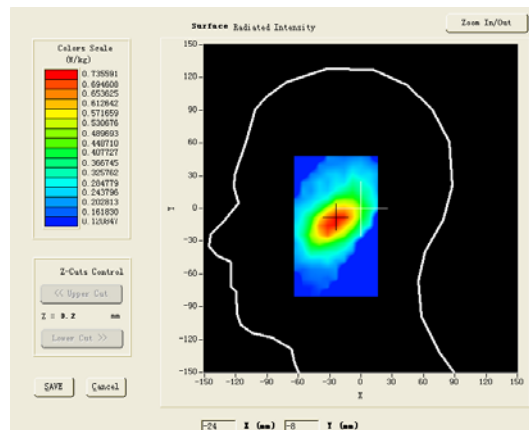 Surface Radiated Intensity
Zoom In/Out
Colors Scale
(W/kg)
0.735591
0.694608
0.653625
0.612642
0.571659
0.530676
0.489693
0.448710
0.407727
0.366745
0.325762
0.284779
0.243796
0.202813
0.161830
0.120847
Z-Cuts Control
<< Upper Cut
Z = 0.2 mm
Lower Cut >>
SAVE
Cancel
150-
120-
90-
60-
30-
Y
0-
-30-
-60-
-90-
-120-
-150-
-150 -120 -90 -60 -30 0 30 60 90 120 150
X
-24 X (mm) -8 Y (mm)